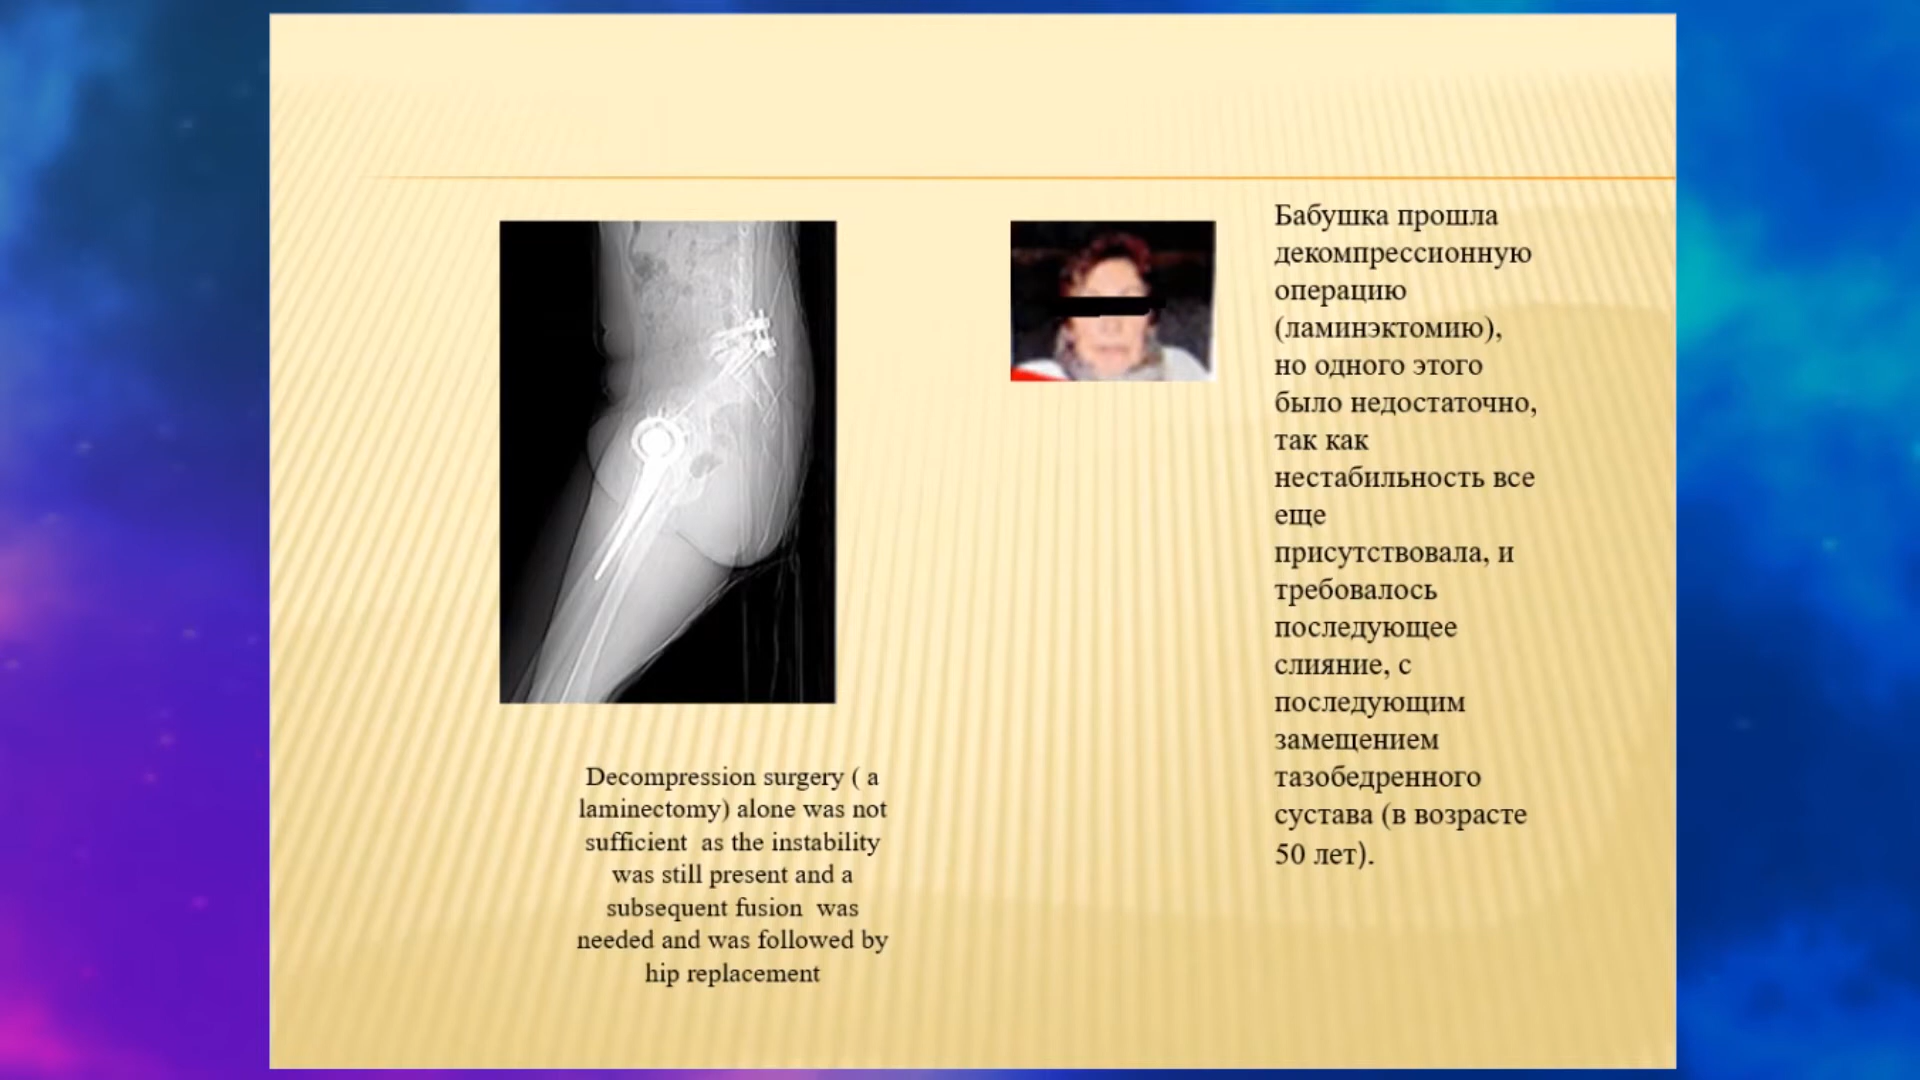 Decompression surgery ( a
laminectomy) alone was not
sufficient  as the instability
was still present and a
subsequent fusion  was
needed and was followed by
hip replacement
Бабушка прошла
декомпрессионную
операцию
(ламинэктомию),
но одного этого
было недостаточно,
так как
нестабильность все
еще
присутствовала, и
требовалось
последующее
слияние, с
последующим
замещением
тазобедренного
сустава (в возрасте
50 лет).